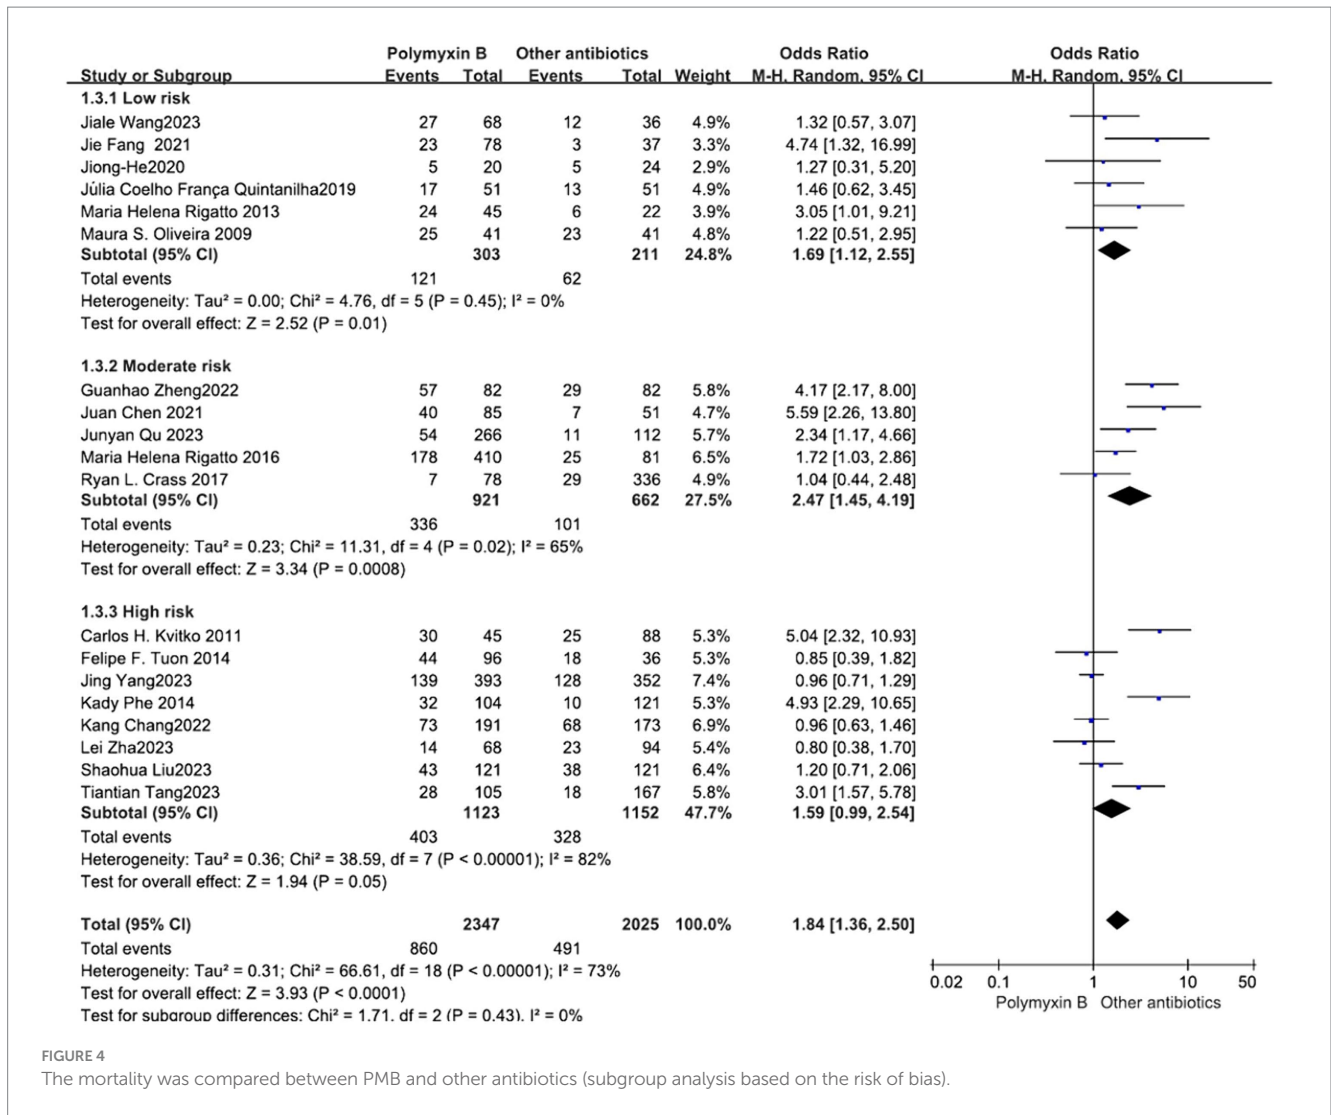 Polymyxin B Other antibiotics Odds Ratio Odds Ratio
Study or Subgroup Events Total Events Total Weight M-H, Random, 95% CI M-H, Random, 95% CI
1.3.1 Low risk
Jiale Wang2023 27 68 12 36 4.9% 1.32 [0.57, 3.07]
Jie Fang 2021 23 78 3 37 3.3% 4.74 [1.32, 16.99]
Jiong-He2020 5 20 5 24 2.9% 1.27 [0.31, 5.20]
Júlia Coelho França Quintanilha2019 17 51 13 51 4.9% 1.46 [0.62, 3.45]
Maria Helena Rigatto 2013 24 45 6 22 3.9% 3.05 [1.01, 9.21]
Maura S. Oliveira 2009 25 41 23 41 4.8% 1.22 [0.51, 2.95]
Subtotal (95% CI) 303 211 24.8% 1.69 [1.12, 2.55]
Total events 121 62
Heterogeneity: Tau² = 0.00; Chi² = 4.76, df = 5 (P = 0.45); I² = 0%
Test for overall effect: Z = 2.52 (P = 0.01)
1.3.2 Moderate risk
Guanhao Zheng2022 57 82 29 82 5.8% 4.17 [2.17, 8.00]
Juan Chen 2021 40 85 7 51 4.7% 5.59 [2.26, 13.80]
Junyan Qu 2023 54 266 11 112 5.7% 2.34 [1.17, 4.66]
Maria Helena Rigatto 2016 178 410 25 81 6.5% 1.72 [1.03, 2.86]
Ryan L. Crass 2017 7 78 29 336 4.9% 1.04 [0.44, 2.48]
Subtotal (95% CI) 921 662 27.5% 2.47 [1.45, 4.19]
Total events 336 101
Heterogeneity: Tau² = 0.23; Chi² = 11.31, df = 4 (P = 0.02); I² = 65%
Test for overall effect: Z = 3.34 (P = 0.0008)
1.3.3 High risk
Carlos H. Kvitko 2011 30 45 25 88 5.3% 5.04 [2.32, 10.93]
Felipe F. Tuon 2014 44 96 18 36 5.3% 0.85 [0.39, 1.82]
Jing Yang2023 139 393 128 352 7.4% 0.96 [0.71, 1.29]
Kady Phe 2014 32 104 10 121 5.3% 4.93 [2.29, 10.65]
Kang Chang2022 73 191 68 173 6.9% 0.96 [0.63, 1.46]
Lei Zha2023 14 68 23 94 5.4% 0.80 [0.38, 1.70]
Shaohua Liu2023 43 121 38 121 6.4% 1.20 [0.71, 2.06]
Tiantian Tang2023 28 105 18 167 5.8% 3.01 [1.57, 5.78]
Subtotal (95% CI) 1123 1152 47.7% 1.59 [0.99, 2.54]
Total events 403 328
Heterogeneity: Tau² = 0.36; Chi² = 38.59, df = 7 (P < 0.00001); I² = 82%
Test for overall effect: Z = 1.94 (P = 0.05)
Total (95% CI) 2347 2025 100.0% 1.84 [1.36, 2.50]
Total events 860 491
Heterogeneity: Tau² = 0.31; Chi² = 66.61, df = 18 (P < 0.00001); I² = 73%
Test for overall effect: Z = 3.93 (P < 0.0001)
Test for subgroup differences: Chi² = 1.71, df = 2 (P = 0.43), I² = 0%
0.02 0.1 1 10 50
Polymyxin B Other antibiotics
FIGURE 4
The mortality was compared between PMB and other antibiotics (subgroup analysis based on the risk of bias).